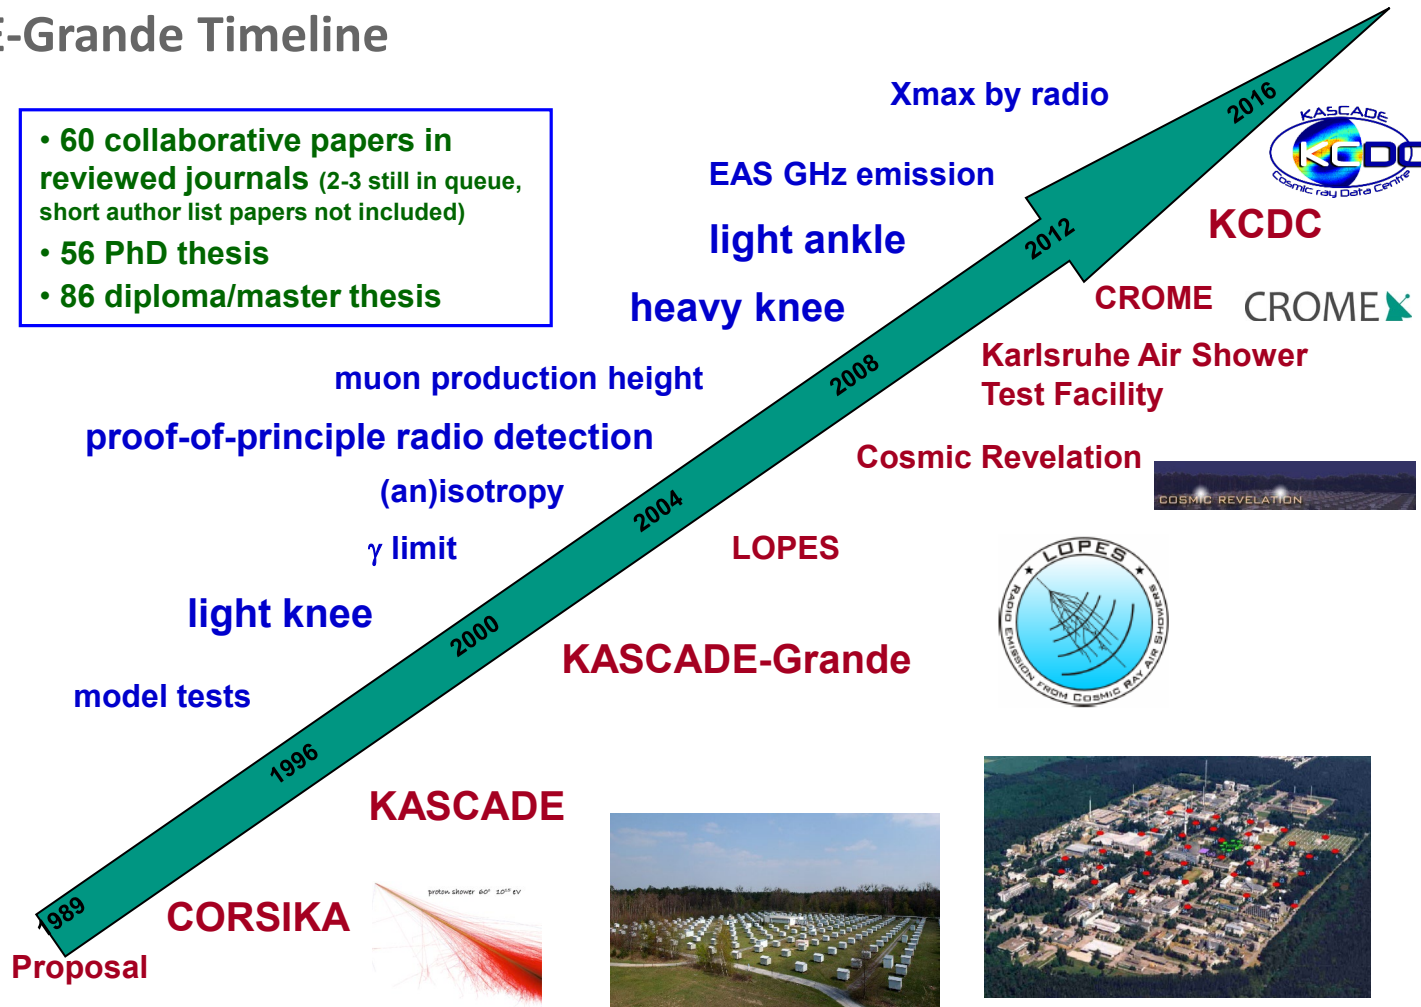 E-Grande Timeline
• 60 collaborative papers in
reviewed journals (2-3 still in queue,
short author list papers not included)
• 56 PhD thesis
• 86 diploma/master thesis
Xmax by radio
EAS GHz emission
light ankle
heavy knee
muon production height
proof-of-principle radio detection
(an)isotropy
γ limit
light knee
model tests
2016
2012
2008
2004
2000
1996
1989
KASCADE
KCDC
Cosmic ray Data Centre
KCDC
CROME
CROME
Karlsruhe Air Shower
Test Facility
Cosmic Revelation
COSMIC REVELATION
LOPES
LOPES
RADIO EMISSION FROM COSMIC RAY AIR SHOWERS
KASCADE-Grande
KASCADE
CORSIKA
proton shower 60°
eV
Proposal